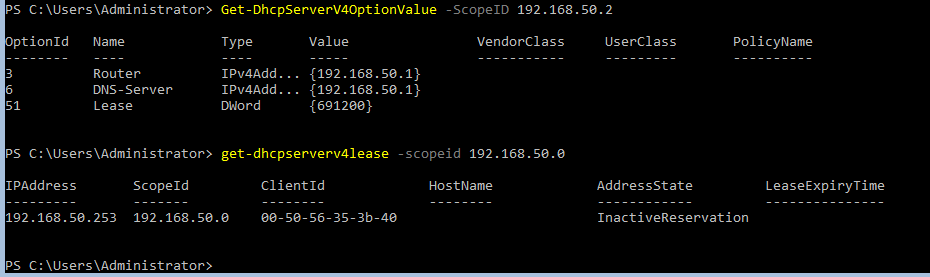 PS C:\Users\Administrator> Get-DhcpServerV4OptionValue -ScopeID 192.168.50.2
OptionId Name Type Value VendorClass UserClass PolicyName
-------- ---- ---- ----- ----------- --------- ----------
3 Router IPv4Add... {192.168.50.1}
6 DNS-Server IPv4Add... {192.168.50.1}
51 Lease DWord {691200}
PS C:\Users\Administrator> get-dhcpserverv4lease -scopeid 192.168.50.0
IPAddress ScopeId ClientId HostName AddressState LeaseExpiryTime
--------- ------- -------- -------- ------------ ---------------
192.168.50.253 192.168.50.0 00-50-56-35-3b-40 InactiveReservation
PS C:\Users\Administrator>